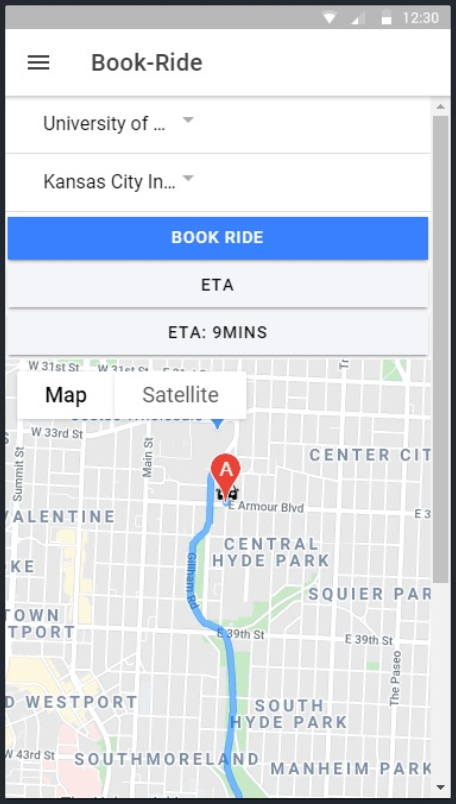 12:30
Book-Ride
University of ...
Kansas City In...
BOOK RIDE
ETA
ETA: 9MINS
W 31st St
E 31st St
Map
Satellite
W 33rd St
Summit St
Main St
CENTER CIT
A
E Armour Blvd
E 3
VALENTINE
CENTRAL
HYDE PARK
KE
Gillham Rd
SQUIER PAR
TOWN
TPORT
E 39th St
E 39th St
The Paseo
D WESTPORT
SOUTH
HYDE PARK
W 43rd St
SOUTHMORELAND
MANHEIM PARK